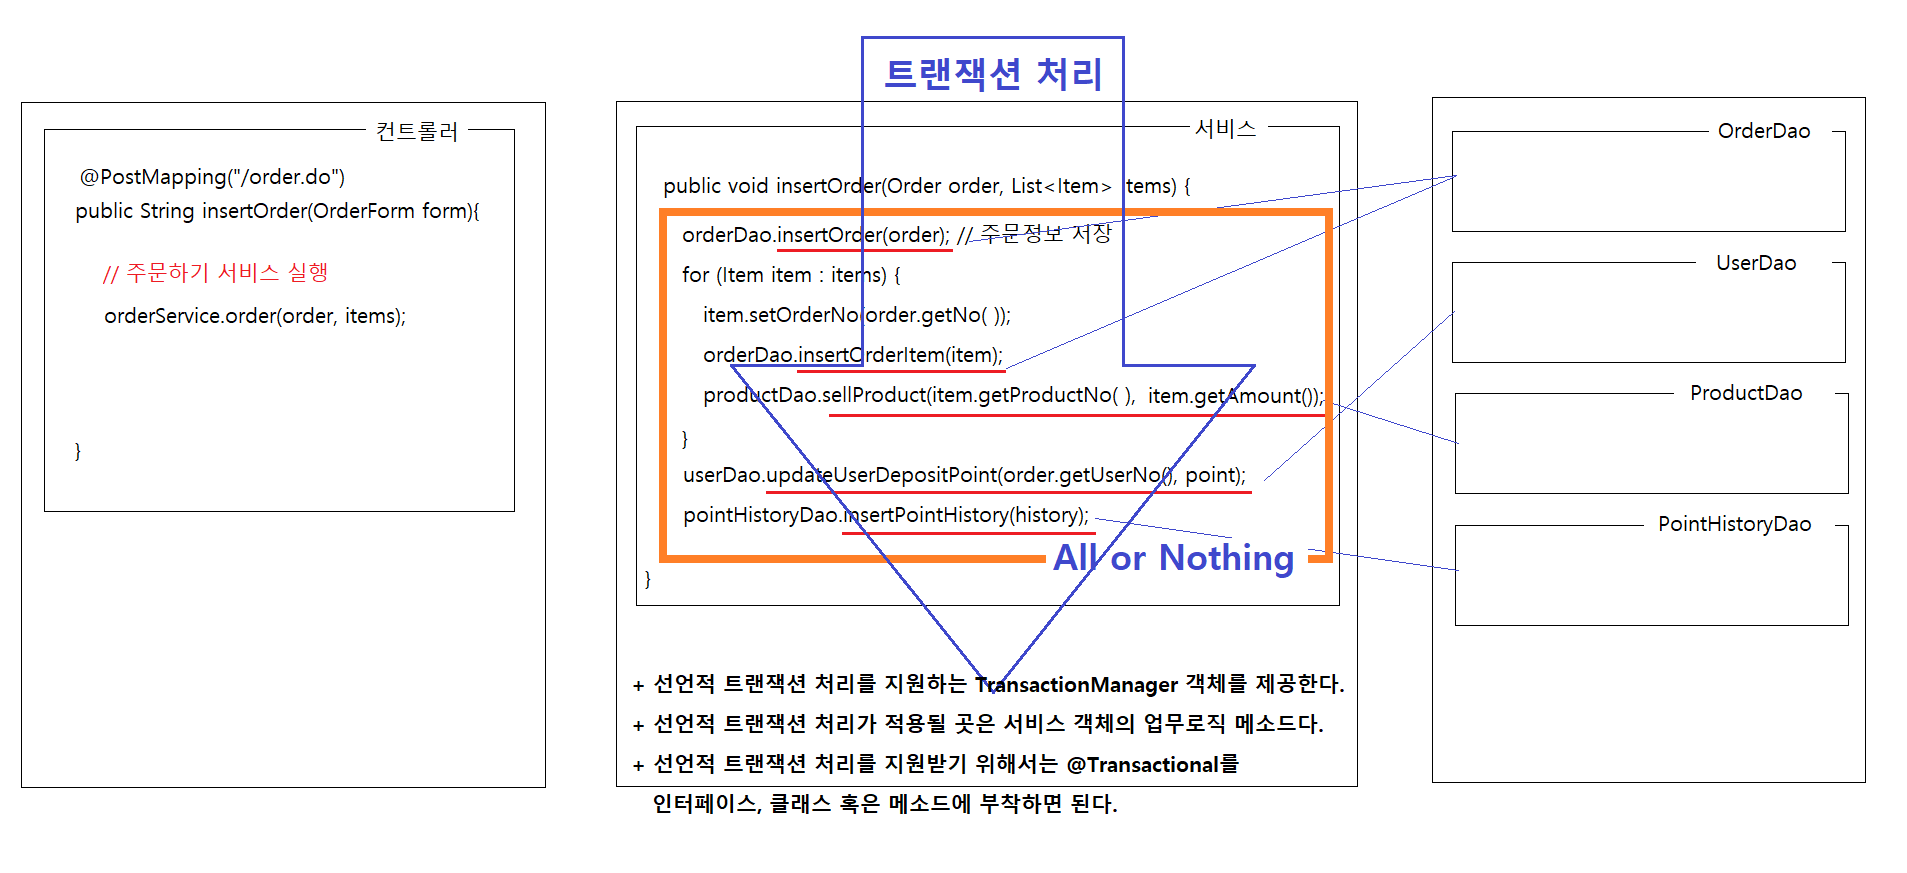 트랜잭션 처리
컨트롤러
@PostMapping("/order.do")
public String insertOrder(OrderForm form){
// 주문하기 서비스 실행
orderService.order(order, items);
}
서비스
public void insertOrder(Order order, List<Item> items) {
orderDao.insertOrder(order); // 주문정보 저장
for (Item item : items) {
item.setOrderNo(order.getNo( ));
orderDao.insertOrderItem(item);
productDao.sellProduct(item.getProductNo( ), item.getAmount());
}
userDao.updateUserDepositPoint(order.getUserNo(), point);
pointHistoryDao.insertPointHistory(history);
All or Nothing
}
+ 선언적 트랜잭션 처리를 지원하는 TransactionManager 객체를 제공한다.
+ 선언적 트랜잭션 처리가 적용될 곳은 서비스 객체의 업무로직 메소드다.
+ 선언적 트랜잭션 처리를 지원받기 위해서는 @Transactional를
인터페이스, 클래스 혹은 메소드에 부착하면 된다.
OrderDao
UserDao
ProductDao
PointHistoryDao